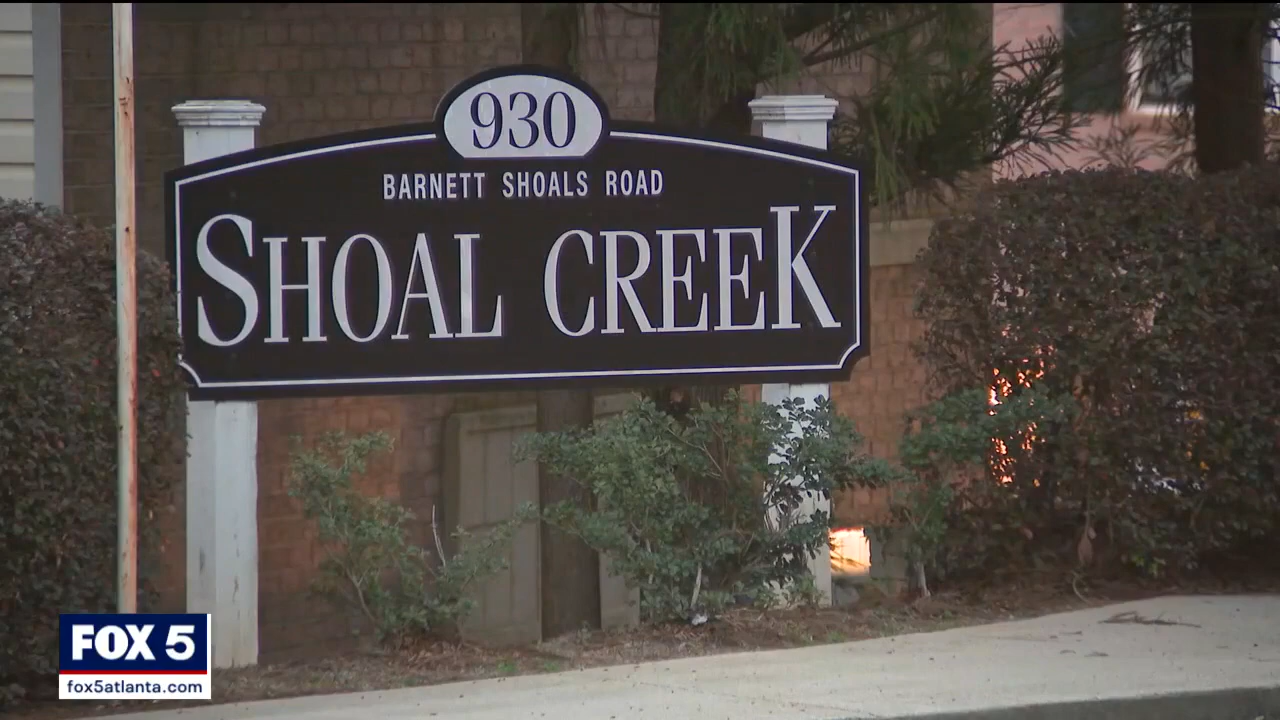 930
BARNETT SHOALS ROAD
SHOAL CREEK
FOX 5
fox5atlanta.com